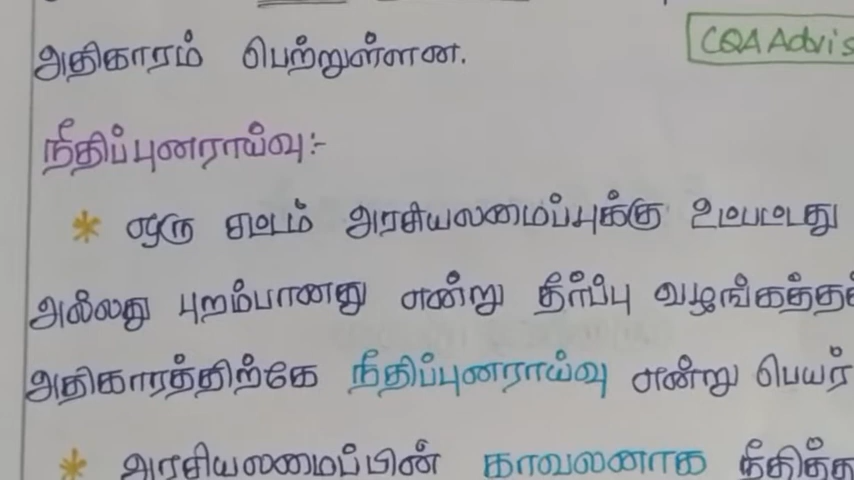 அதிகாரம் பெற்றுள்ளன.
CQA Advis
நீதிப்புனராய்வு:-
* ஒரு சட்டம் அரசியலமைப்புக்கு உட்பட்டது
அல்லது புறம்பானது என்று தீர்ப்பு வழங்கத்தக்
அதிகாரத்திற்கே நீதிப்புனராய்வு என்று பெயர்
* அரசியலமைப்பின் காவலனாக நீதித்த